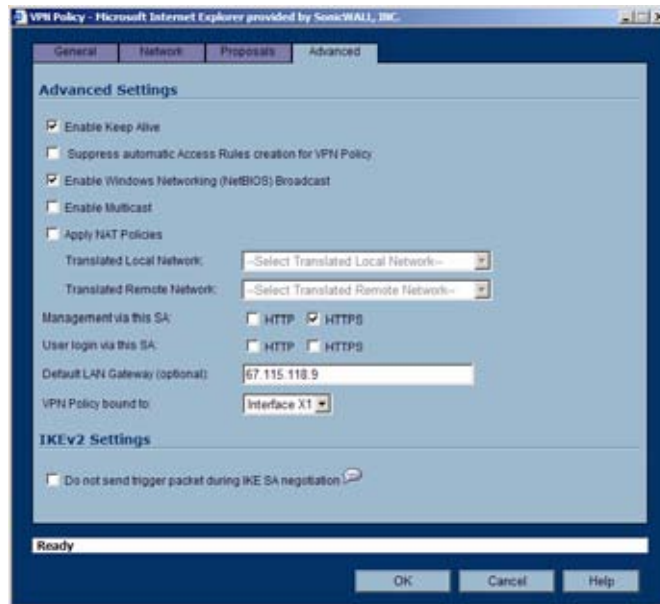 VPN Policy - Microsoft Internet Explorer provided by SonicWALL, INC.
General Network Proposals Advanced
Advanced Settings
Enable Keep Alive
Suppress automatic Access Rules creation for VPN Policy
Enable Windows Networking (NetBIOS) Broadcast
Enable Multicast
Apply NAT Policies
Translated Local Network: --Select Translated Local Network--
Translated Remote Network: --Select Translated Remote Network--
Management via this SA: HTTP HTTPS
User login via this SA: HTTP HTTPS
Default LAN Gateway (optional): 67.115.118.9
VPN Policy bound to: Interface X1
IKEv2 Settings
Do not send trigger packet during IKE SA negotiation
Ready
OK Cancel Help